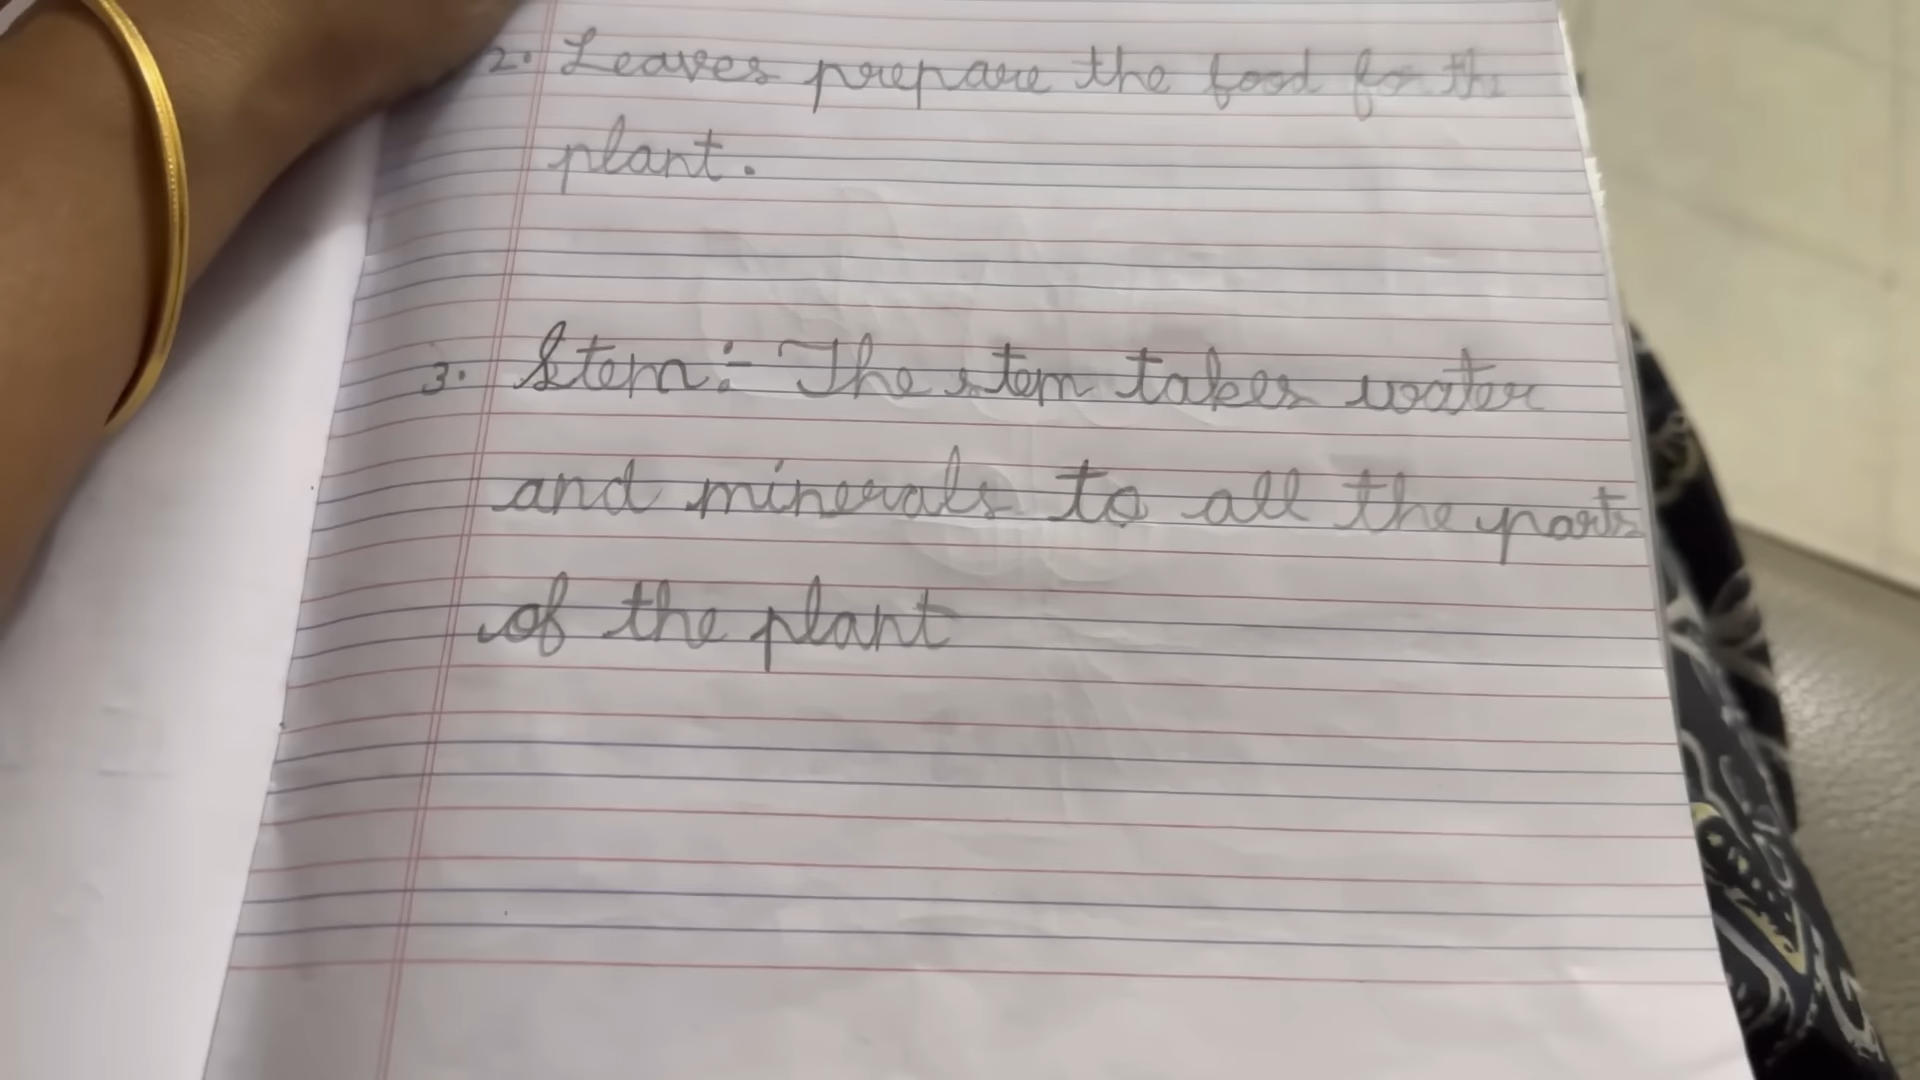 2. Leaves prepare the food for the
plant.
3. Stem:- The stem takes water
and minerals to all the parts
of the plant